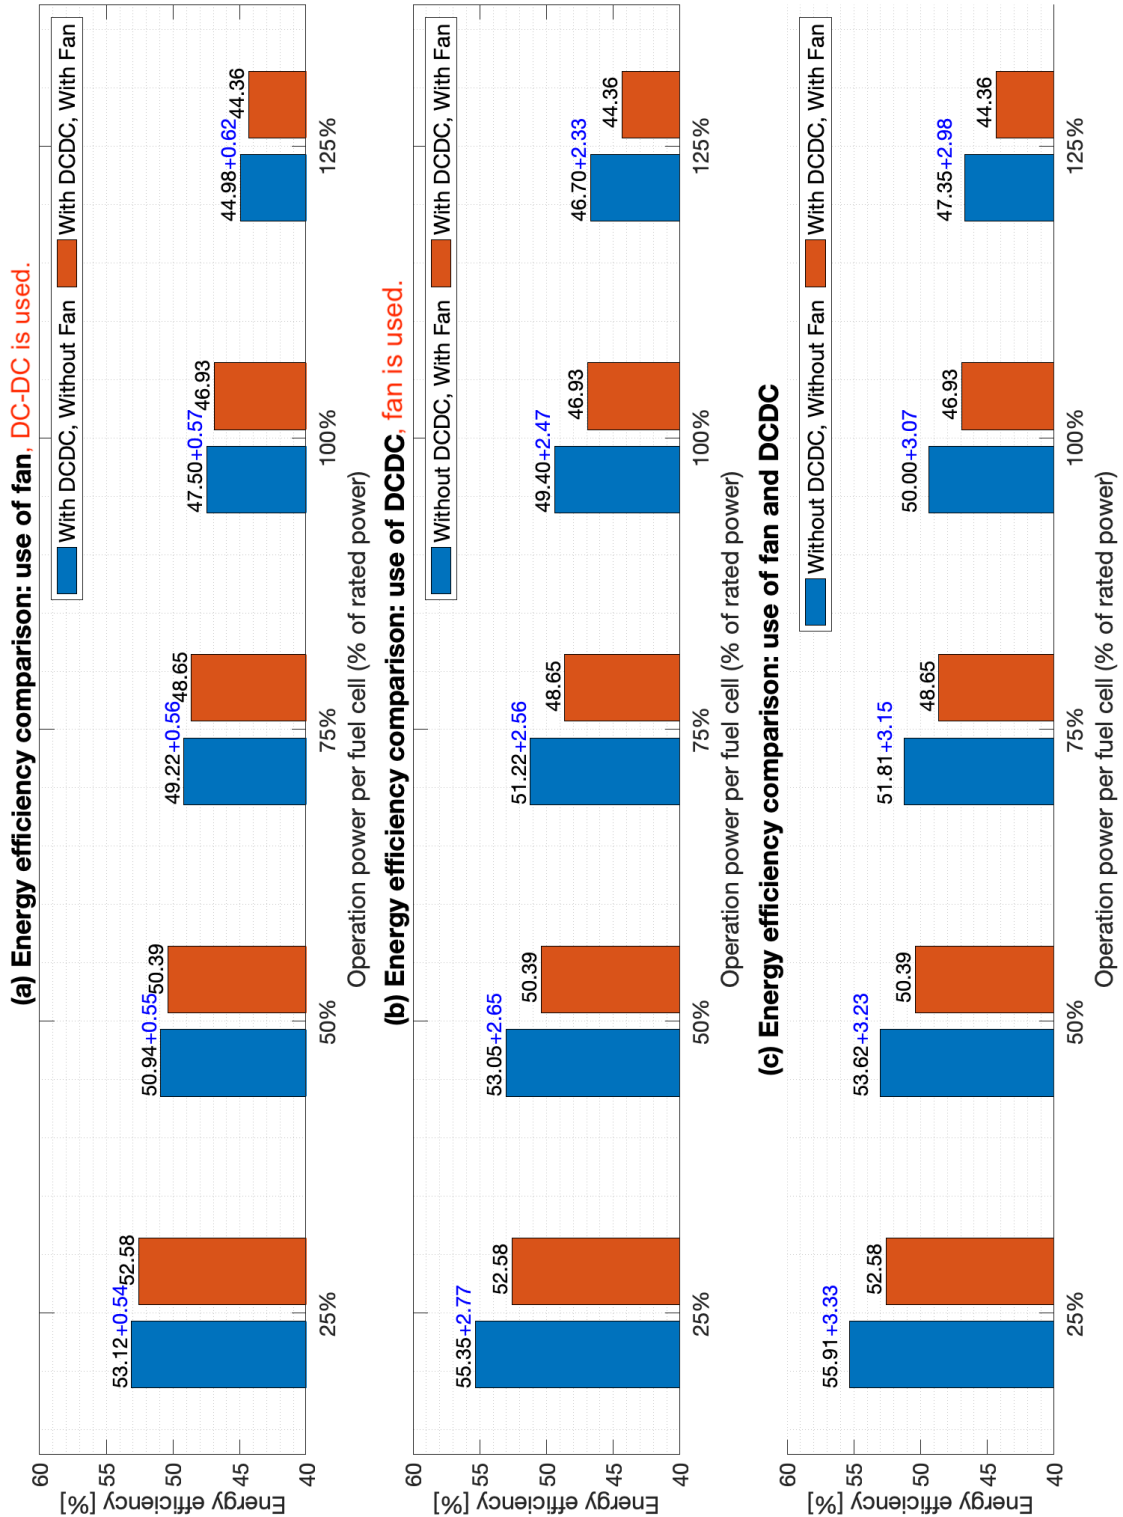 (a) Energy efficiency comparison: use of fan, DC-DC is used.
With DCDC, Without Fan With DCDC, With Fan
60
55
50
45
40
Energy efficiency [%]
53.12+0.54 52.58
50.94+0.55 50.39
49.22+0.56 48.65
47.50+0.57 46.93
44.98+0.62 44.36
25% 50% 75% 100% 125%
Operation power per fuel cell (% of rated power)
(b) Energy efficiency comparison: use of DCDC, fan is used.
Without DCDC, With Fan With DCDC, With Fan
60
55
50
45
40
Energy efficiency [%]
55.35+2.77 52.58
53.05+2.65 50.39
51.22+2.56 48.65
49.40+2.47 46.93
46.70+2.33 44.36
25% 50% 75% 100% 125%
Operation power per fuel cell (% of rated power)
(c) Energy efficiency comparison: use of fan and DCDC
Without DCDC, Without Fan With DCDC, With Fan
60
55
50
45
40
Energy efficiency [%]
55.91+3.33 52.58
53.62+3.23 50.39
51.81+3.15 48.65
50.00+3.07 46.93
47.35+2.98 44.36
25% 50% 75% 100% 125%
Operation power per fuel cell (% of rated power)